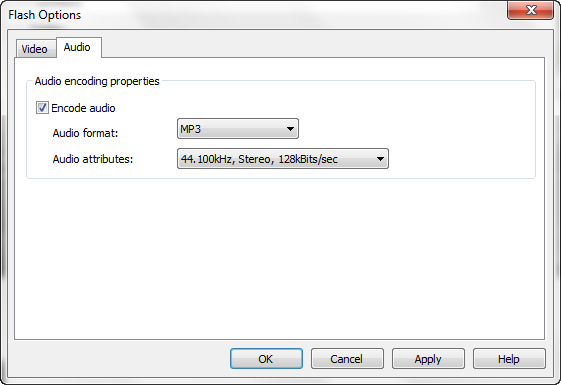 Flash Options
Video Audio
Audio encoding properties
Encode audio
Audio format: MP3
Audio attributes: 44.100kHz, Stereo, 128kBits/sec
OK Cancel Apply Help